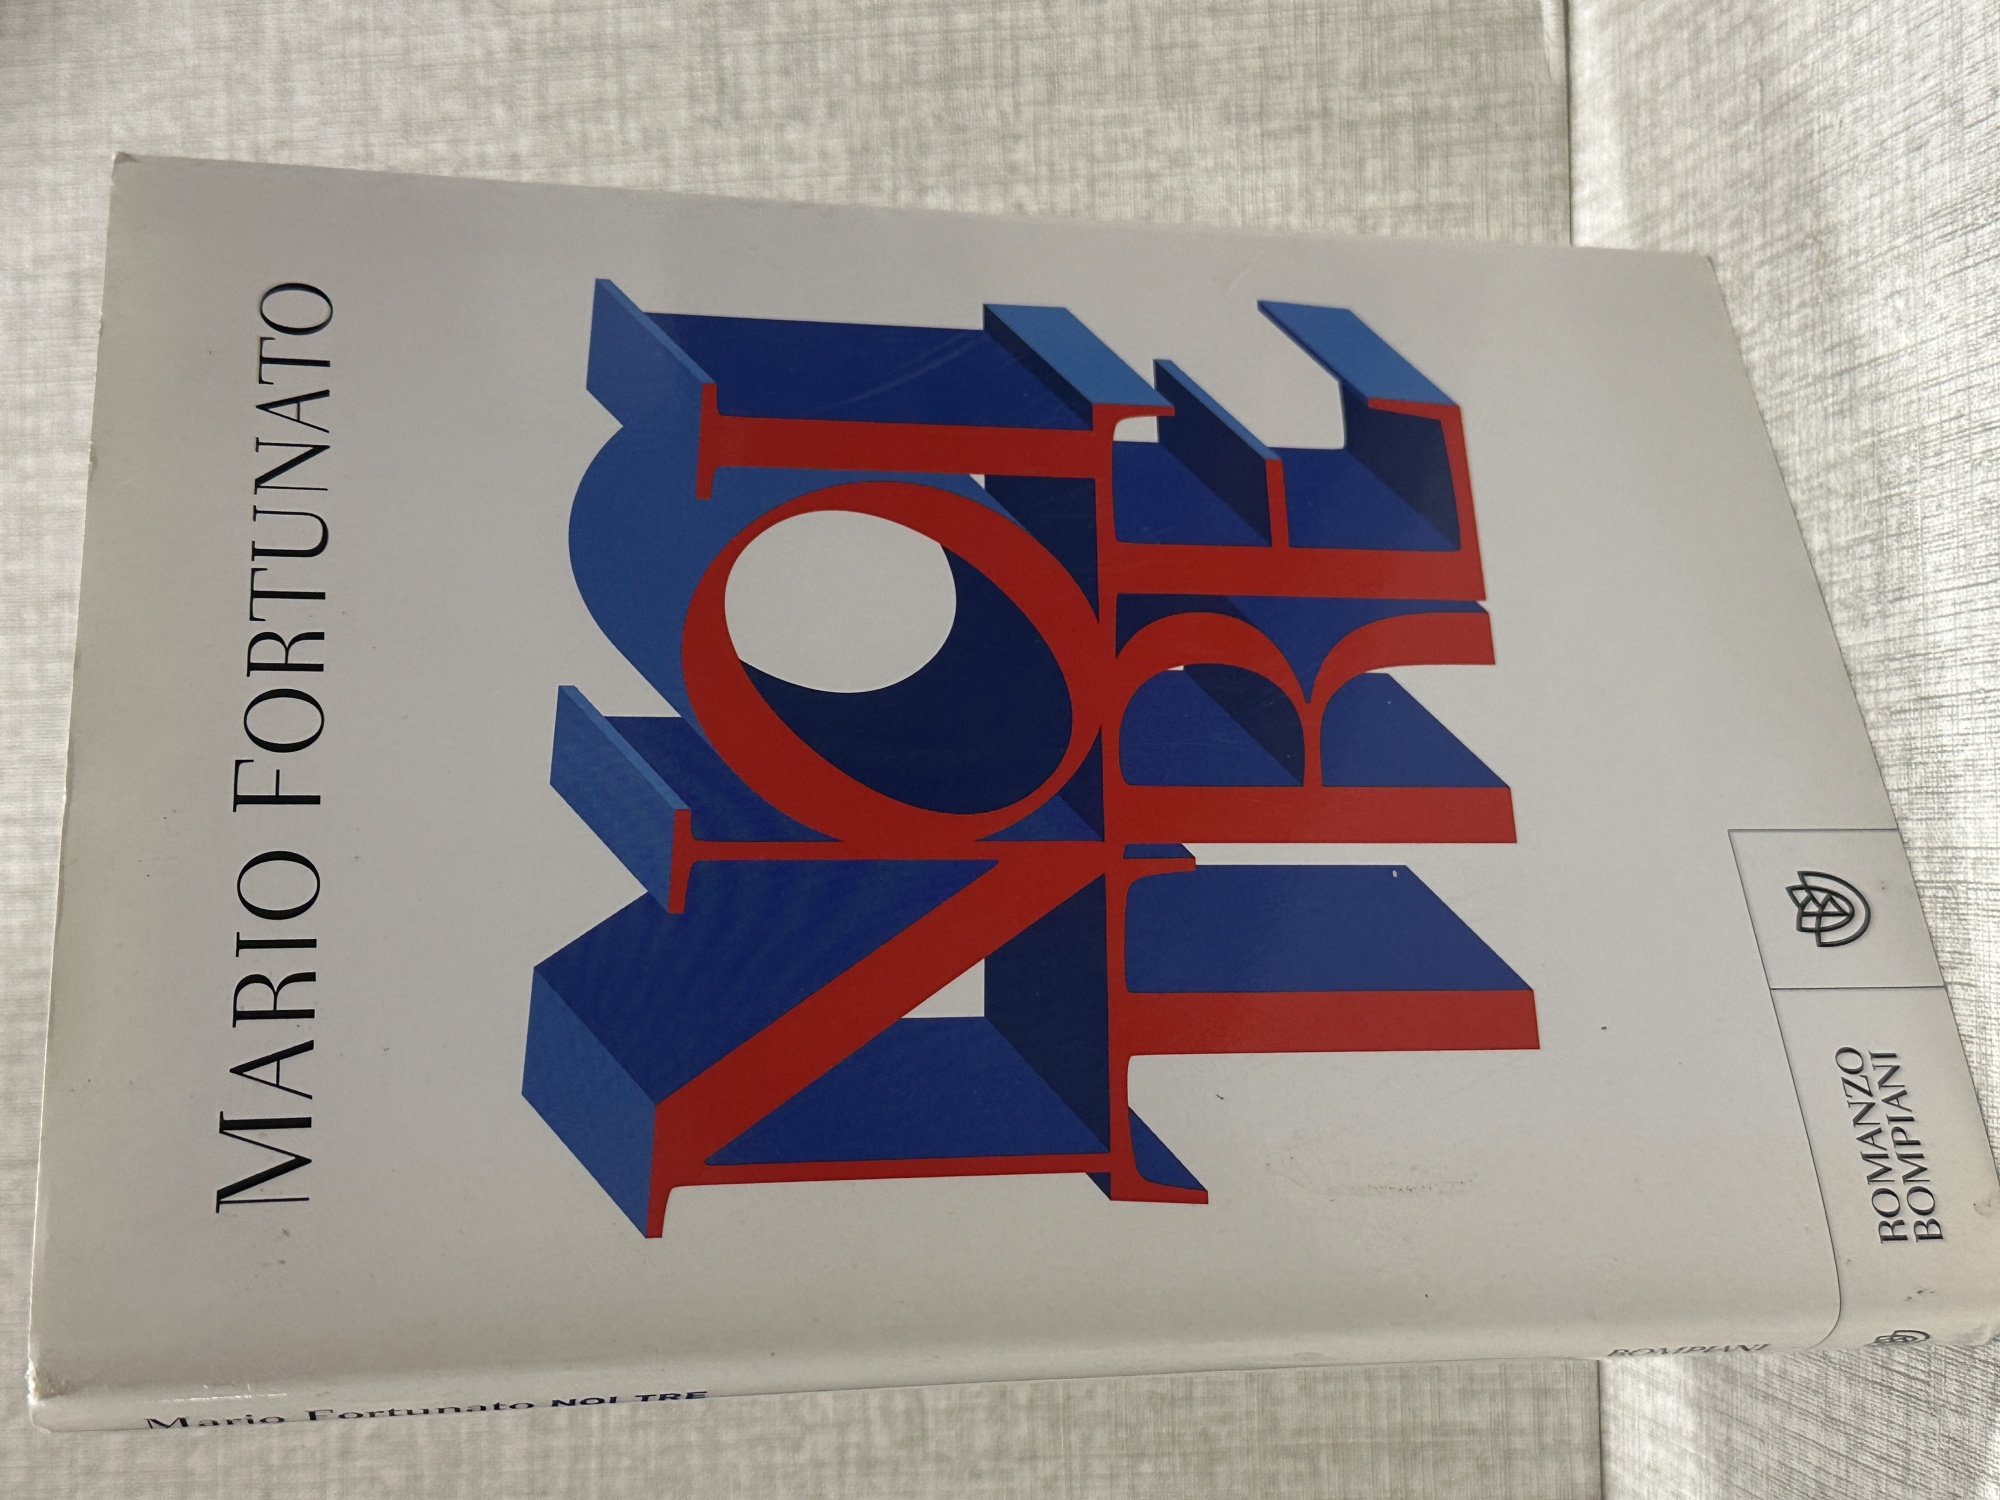 MARIO FORTUNATO
NOI
TRE
ROMANZO
BOMPIANI
Mario Fortunato NOI TRE
BOMPIANI